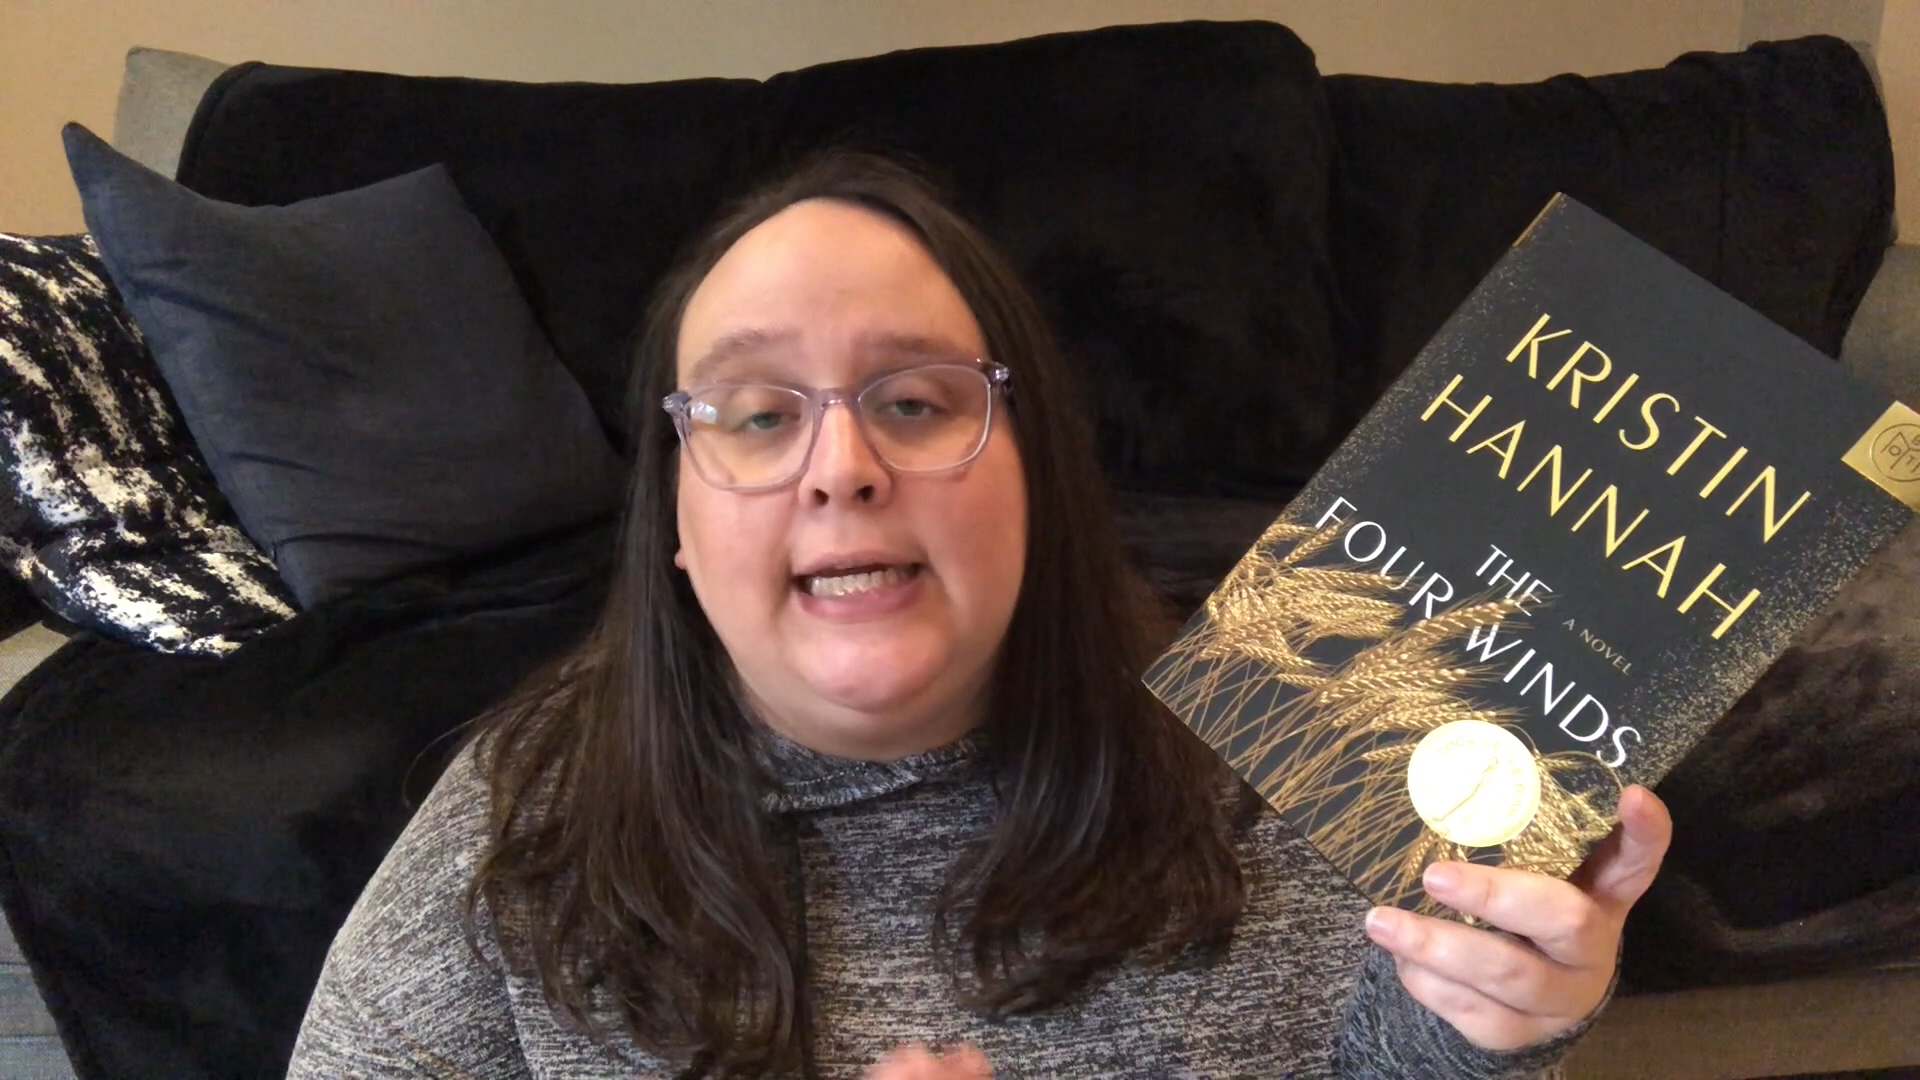 KRISTIN
HANNAH
THE
FOUR WINDS
A NOVEL